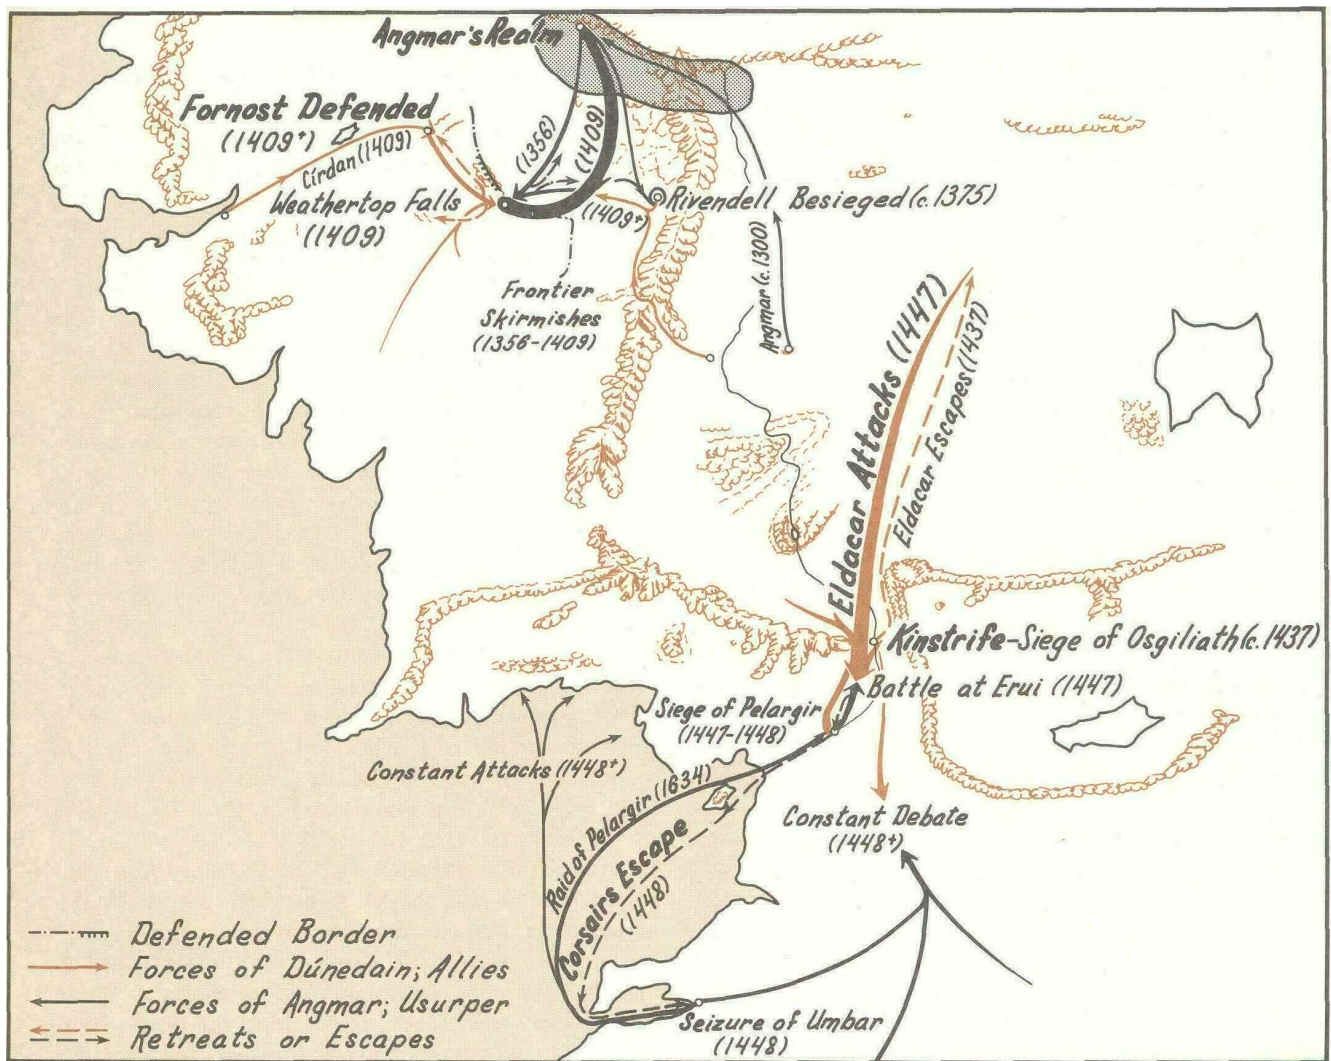 Angmar's Realm
Fornost Defended
(1409+)
Círdan (1409)
(1356)
(1409)
Weathertop Falls
(1409)
Rivendell Besieged (c. 1375)
(1409+)
Angmar (c. 1300)
Frontier
Skirmishes
(1356-1409)
Eldacar Attacks (1447)
Eldacar Escapes (1437)
Kinstrife-Siege of Osgiliath (c. 1437)
Battle at Erui (1447)
Siege of Pelargir
(1447-1448)
Constant Attacks (1448+)
Raid of Pelargir (1634)
Corsairs Escape
(1448)
Constant Debate
(1448+)
Defended Border
Forces of Dúnedain; Allies
Forces of Angmar; Usurper
Retreats or Escapes
Seizure of Umbar
(1448)